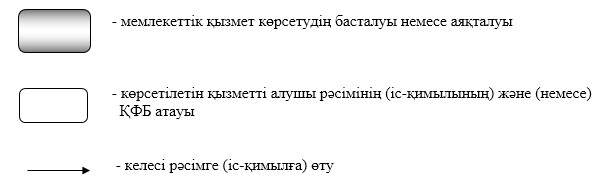 - мемлекеттік қызмет көрсетудің басталуы немесе аяқталуы
- көрсетілетін қызметті алушы рәсімінің (іс-қимылының) және (немесе)
ҚФБ атауы
- келесі рәсімге (іс-қимылға) өту